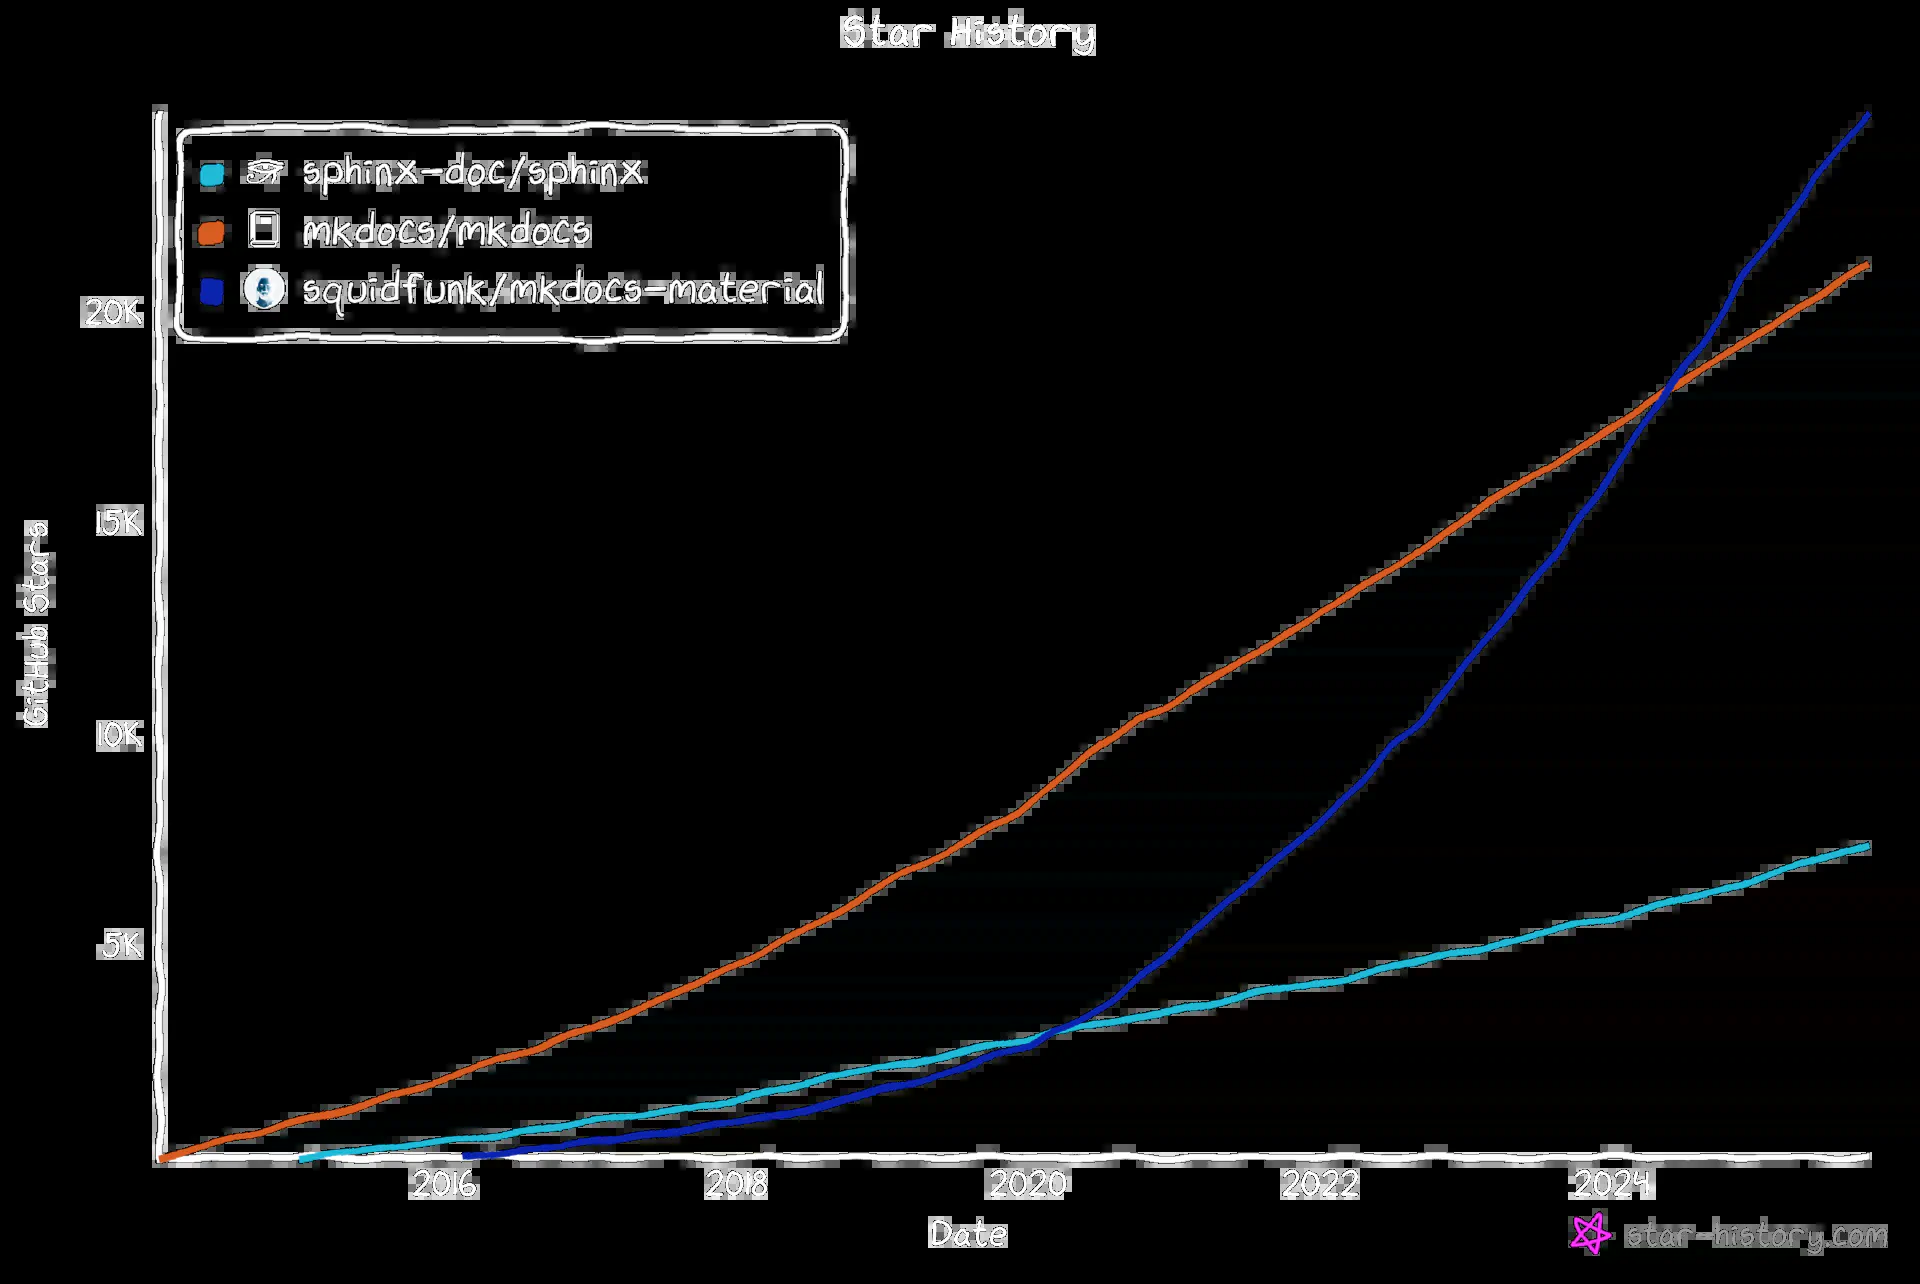 Star History
sphinx-doc/sphinx
mkdocs/mkdocs
squidfunk/mkdocs-material
20K
15K
10K
5K
GitHub Stars
2016 2018 2020 2022 2024
Date
star-history.com